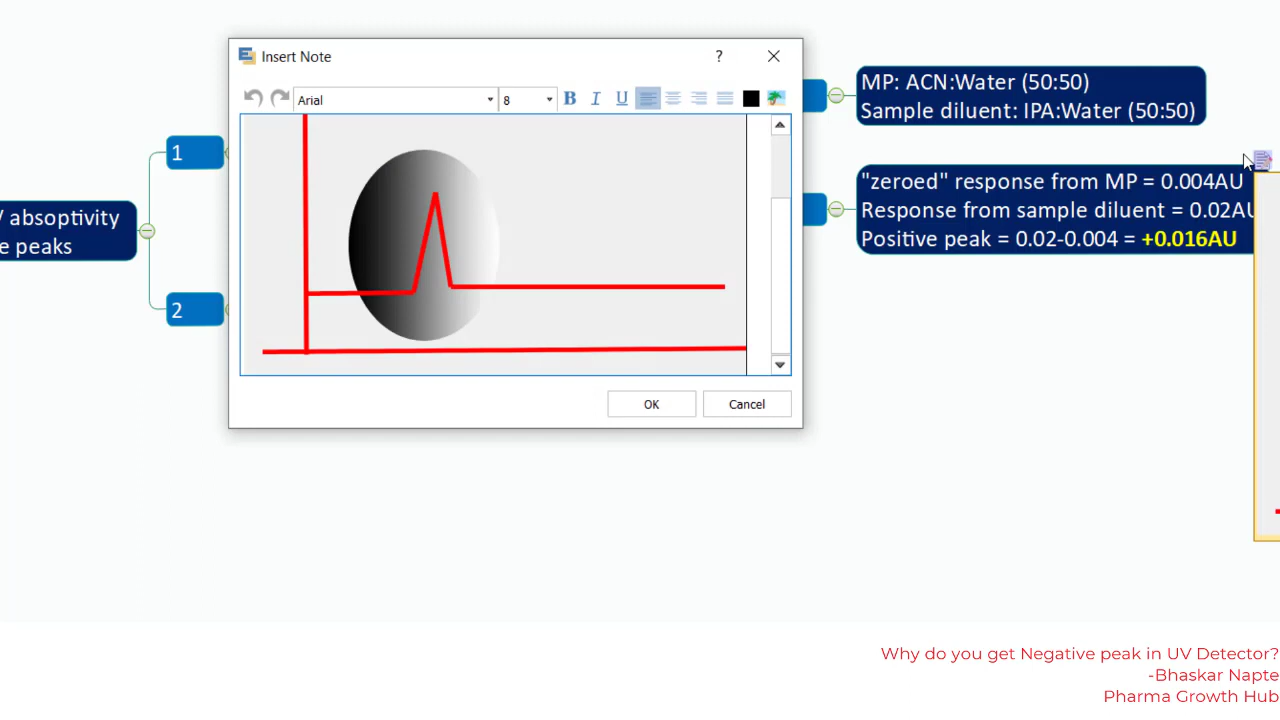 Insert Note
?
Arial
8
B I U
OK
Cancel
1
2
absoptivity
peaks
MP: ACN:Water (50:50)
Sample diluent: IPA:Water (50:50)
"zeroed" response from MP = 0.004AU
Response from sample diluent = 0.02AU
Positive peak = 0.02-0.004 = +0.016AU
Why do you get Negative peak in UV Detector?
-Bhaskar Napte
Pharma Growth Hub